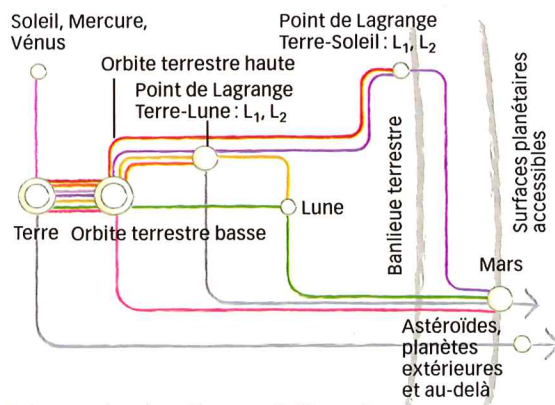 Soleil, Mercure,
Vénus
Point de Lagrange
Terre-Soleil : L₁, L₂
Orbite terrestre haute
Point de Lagrange
Terre-Lune : L₁, L₂
Banlieue terrestre
Surfaces planétaires
accessibles
Terre
Orbite terrestre basse
Lune
Mars
Astéroïdes,
planètes
extérieures
et au-delà